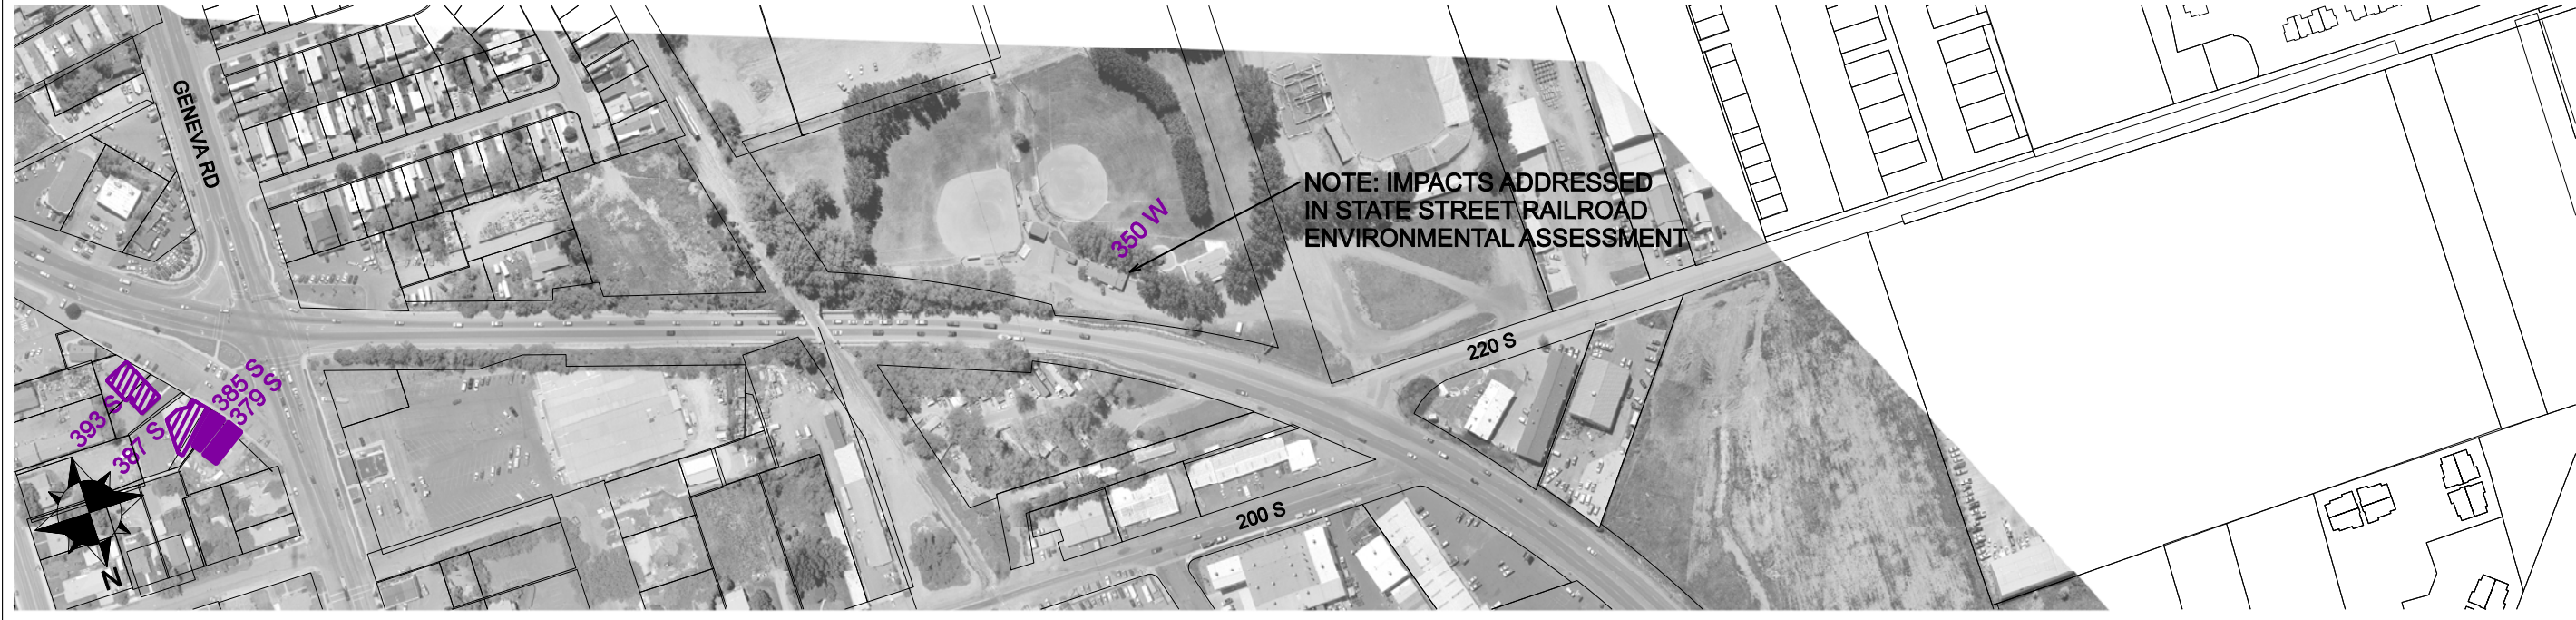 GENEVA RD
350 W
NOTE: IMPACTS ADDRESSED
IN STATE STREET RAILROAD
ENVIRONMENTAL ASSESSMENT
220 S
385 S
379 S
393 S
387 S
200 S
N